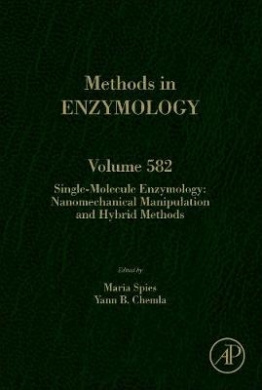 Methods in
ENZYMOLOGY
Volume 582
Single-Molecule Enzymology:
Nanomechanical Manipulation
and Hybrid Methods
Edited by
Maria Spies
Yann B. Chemla
AP